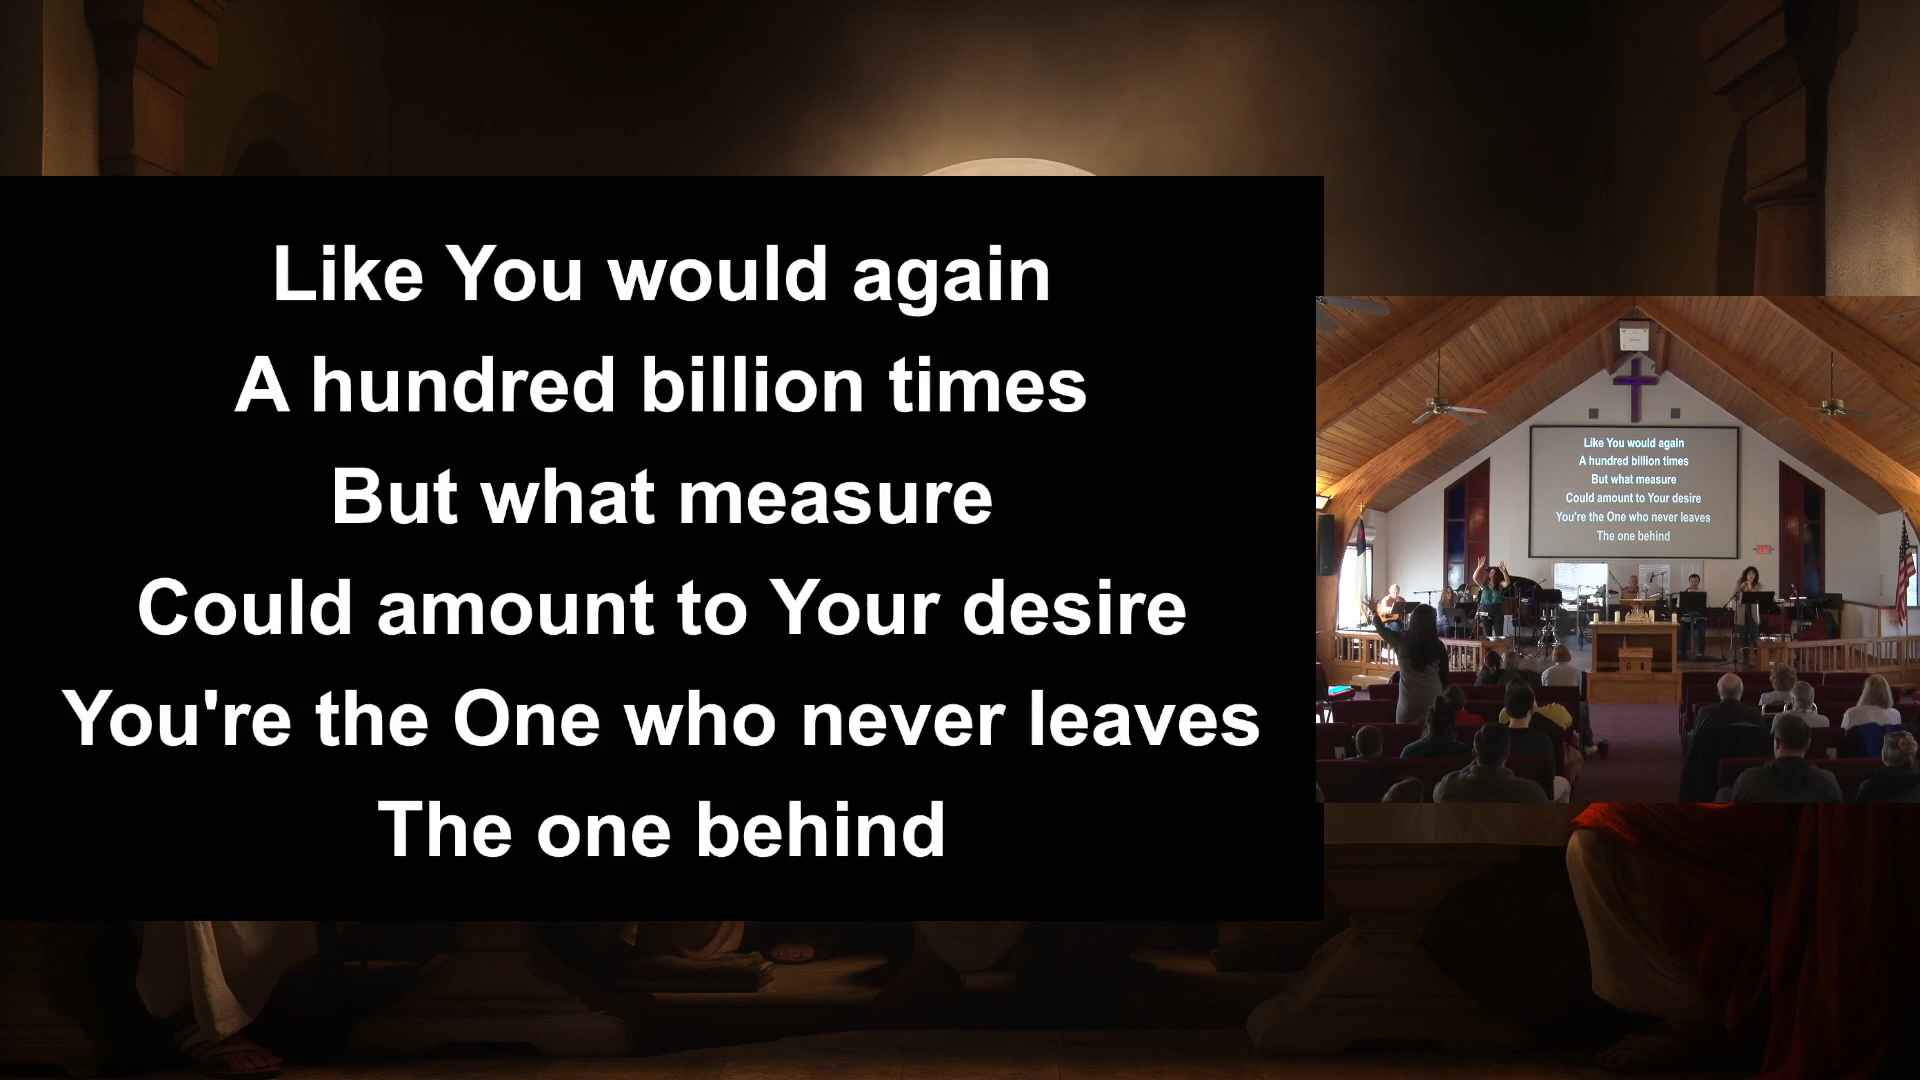 Like You would again
A hundred billion times
But what measure
Could amount to Your desire
You're the One who never leaves
The one behind
Like You would again
A hundred billion times
But what measure
Could amount to Your desire
You're the One who never leaves
The one behind